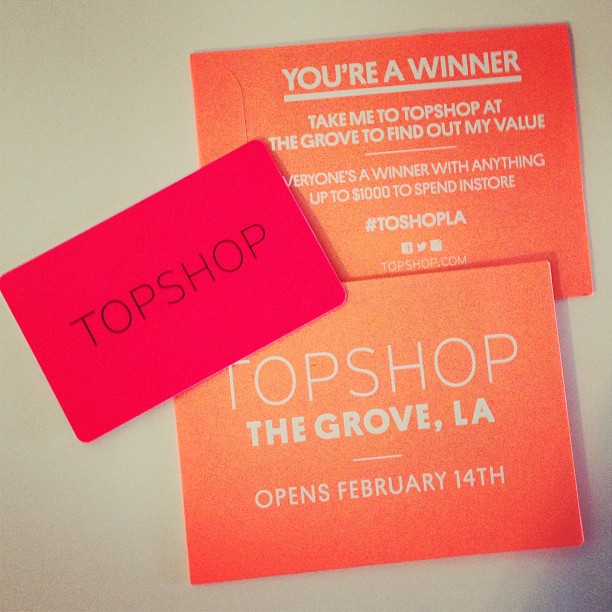 YOU'RE A WINNER
TAKE ME TO TOPSHOP AT
THE GROVE TO FIND OUT MY VALUE
VERYONE'S A WINNER WITH ANYTHING
UP TO $1000 TO SPEND INSTORE
#TOSHOPLA
TOPSHOP.COM
TOPSHOP
TOPSHOP
THE GROVE, LA
OPENS FEBRUARY 14TH